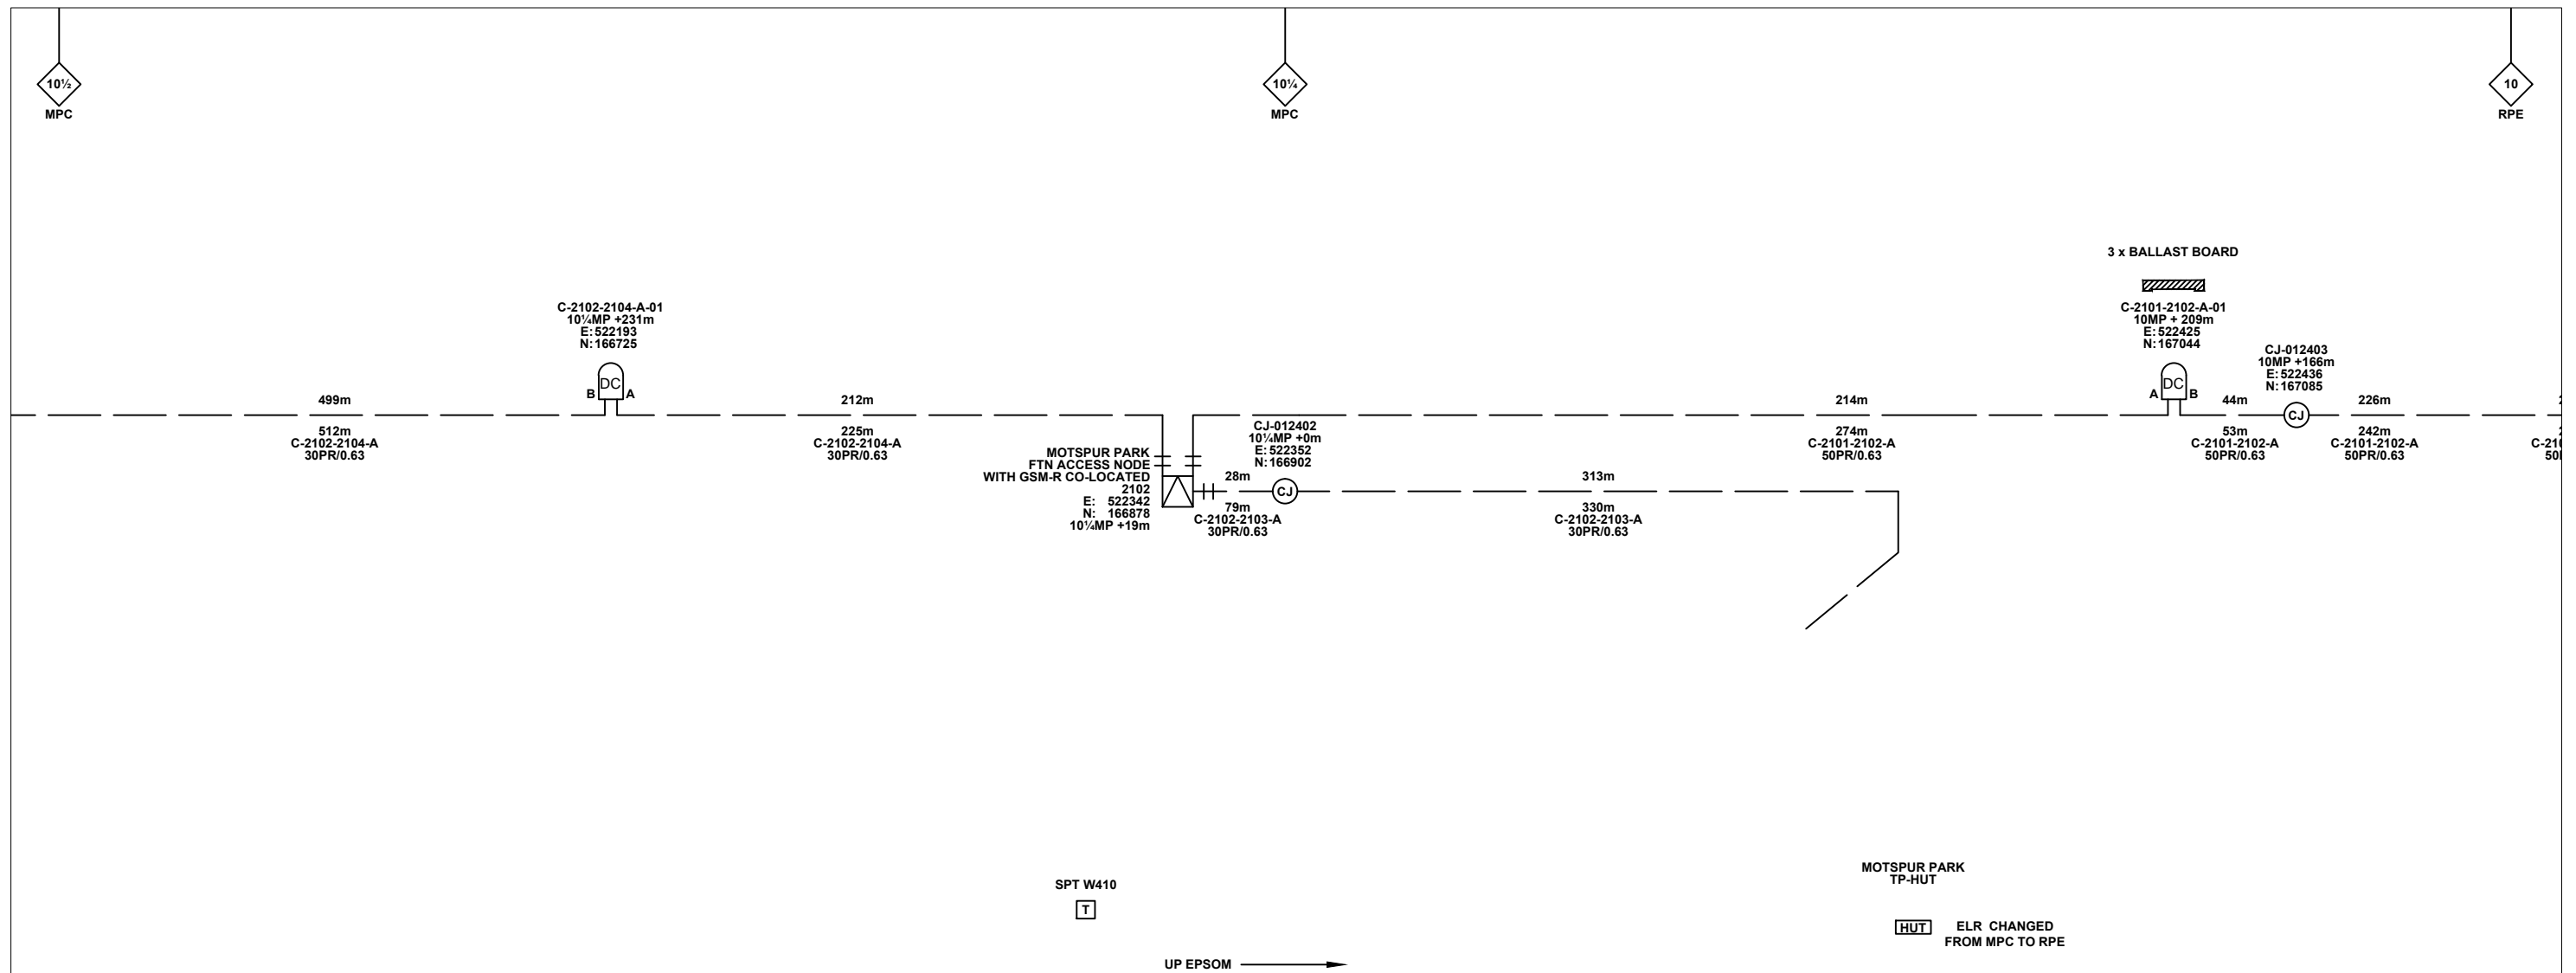 10½
MPC
10¼
MPC
10
RPE
3 x BALLAST BOARD
C-2102-2104-A-01
10¼MP +231m
E: 522193
N: 166725
DC
B
A
C-2101-2102-A-01
10MP + 209m
E: 522425
N: 167044
DC
A
B
CJ-012403
10MP +166m
E: 522436
N: 167085
CJ
499m
512m
C-2102-2104-A
30PR/0.63
212m
225m
C-2102-2104-A
30PR/0.63
MOTSPUR PARK
FTN ACCESS NODE
WITH GSM-R CO-LOCATED
2102
E: 522342
N: 166878
10¼MP +19m
CJ-012402
10¼MP +0m
E: 522352
N: 166902
28m
CJ
79m
C-2102-2103-A
30PR/0.63
313m
330m
C-2102-2103-A
30PR/0.63
214m
274m
C-2101-2102-A
50PR/0.63
44m
53m
C-2101-2102-A
50PR/0.63
226m
242m
C-2101-2102-A
50PR/0.63
SPT W410
T
MOTSPUR PARK
TP-HUT
HUT
ELR CHANGED
FROM MPC TO RPE
UP EPSOM